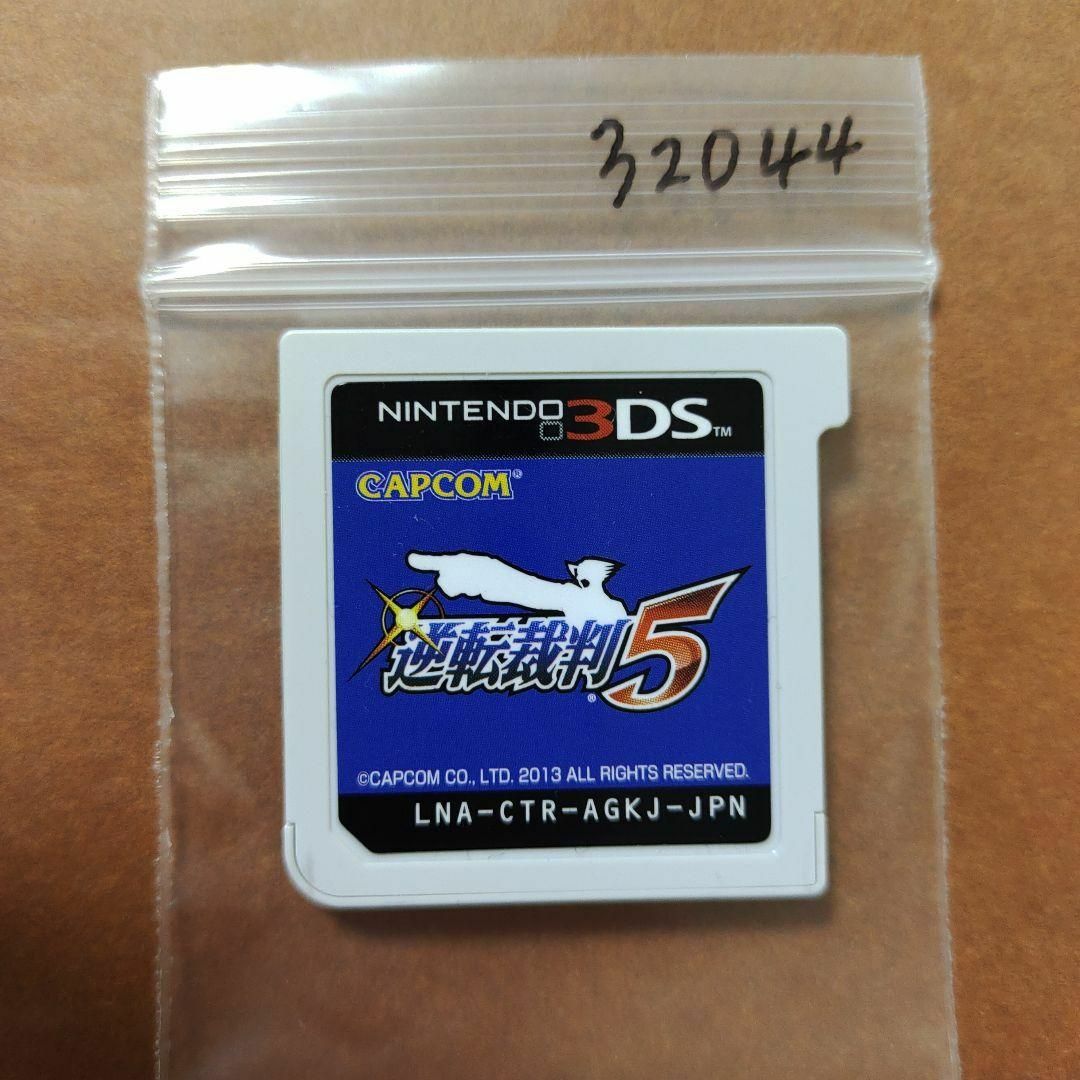 32044
NINTENDO 3DS™
CAPCOM®
逆転裁判5®
©CAPCOM CO., LTD. 2013 ALL RIGHTS RESERVED.
LNA-CTR-AGKJ-JPN